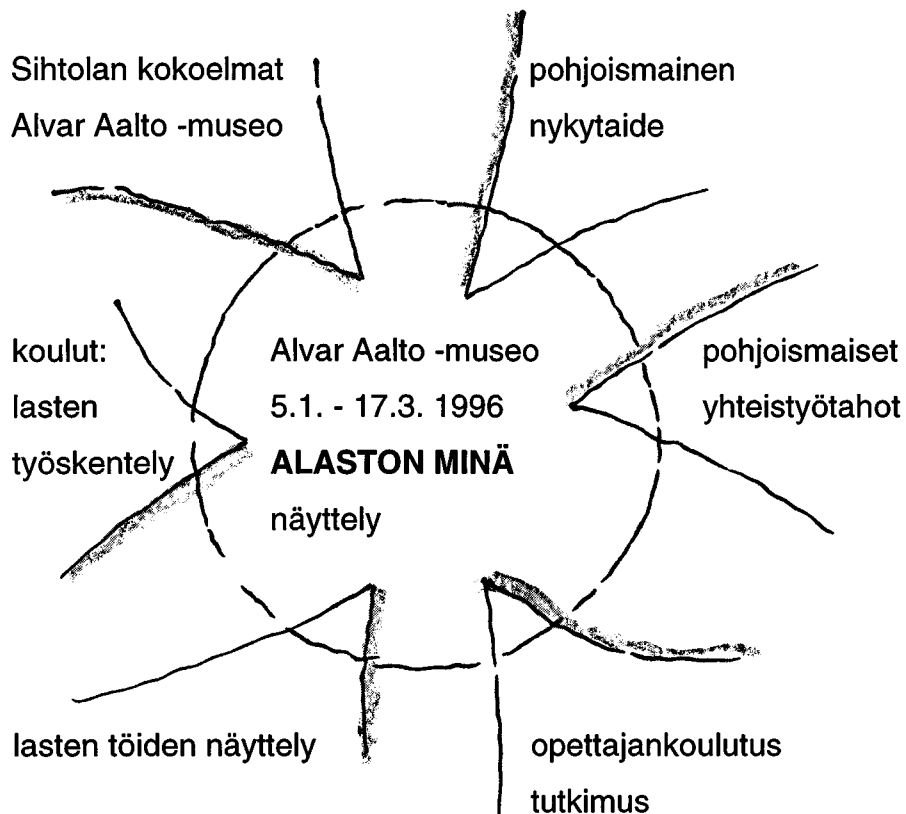 Sihtolan kokoelmat
Alvar Aalto -museo
pohjoismainen
nykytaide
koulut:
lasten
työskentely
Alvar Aalto -museo
5.1. - 17.3. 1996
ALASTON MINÄ
näyttely
pohjoismaiset
yhteistyötahot
lasten töiden näyttely
opettajankoulutus
tutkimus